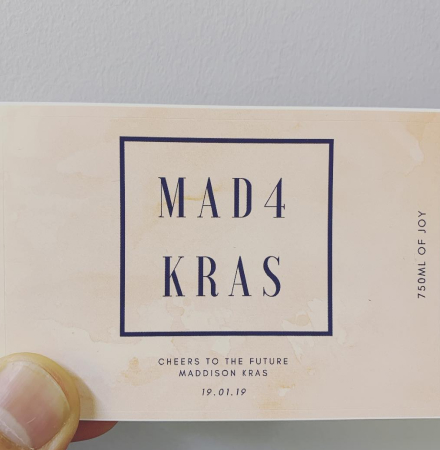 MAD4
KRAS
CHEERS TO THE FUTURE
MADDISON KRAS
19.01.19
750ML OF JOY